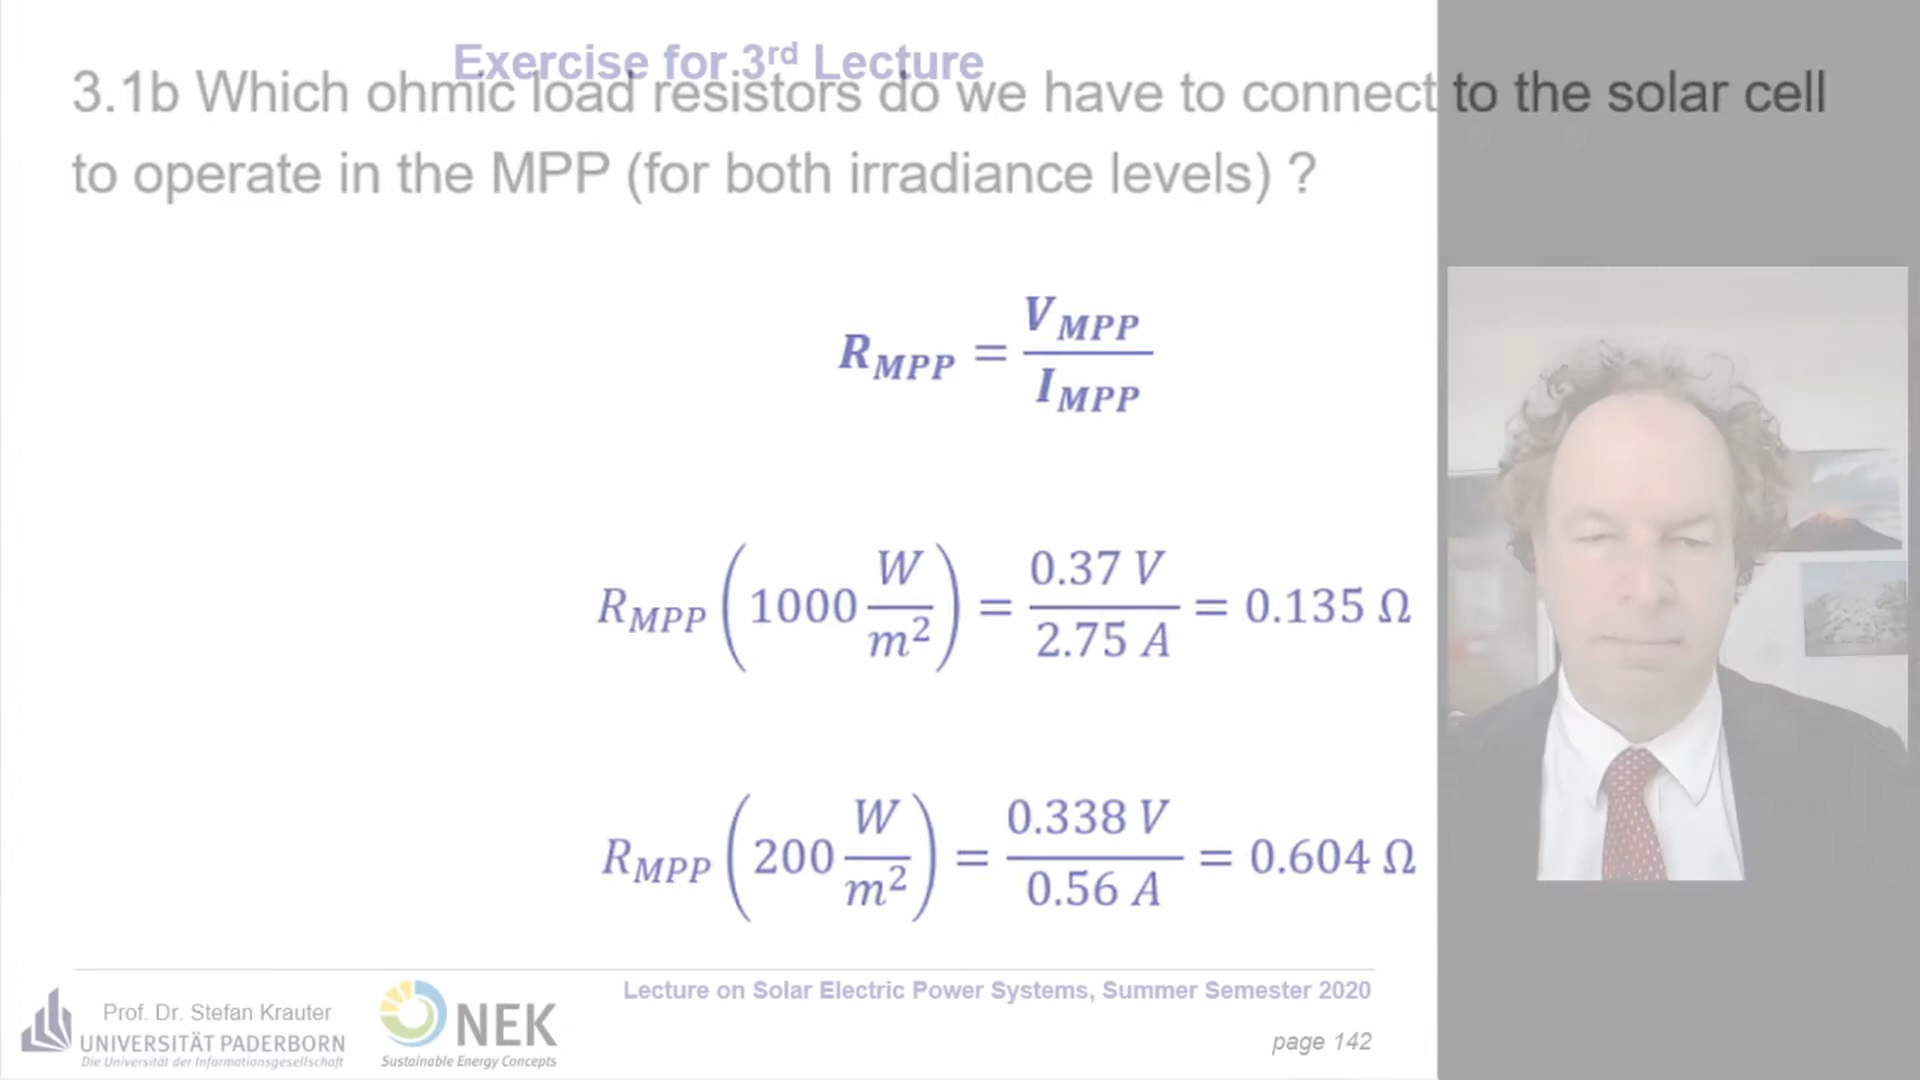 Exercise for 3rd Lecture
3.1b Which ohmic load resistors do we have to connect to the solar cell
to operate in the MPP (for both irradiance levels) ?
R_MPP = V_MPP / I_MPP
R_MPP (1000 W/m²) = 0.37 V / 2.75 A = 0.135 Ω
R_MPP (200 W/m²) = 0.338 V / 0.56 A = 0.604 Ω
Lecture on Solar Electric Power Systems, Summer Semester 2020
Prof. Dr. Stefan Krauter
UNIVERSITÄT PADERBORN
Die Universität der Informationsgesellschaft
NEK
Sustainable Energy Concepts
page 142